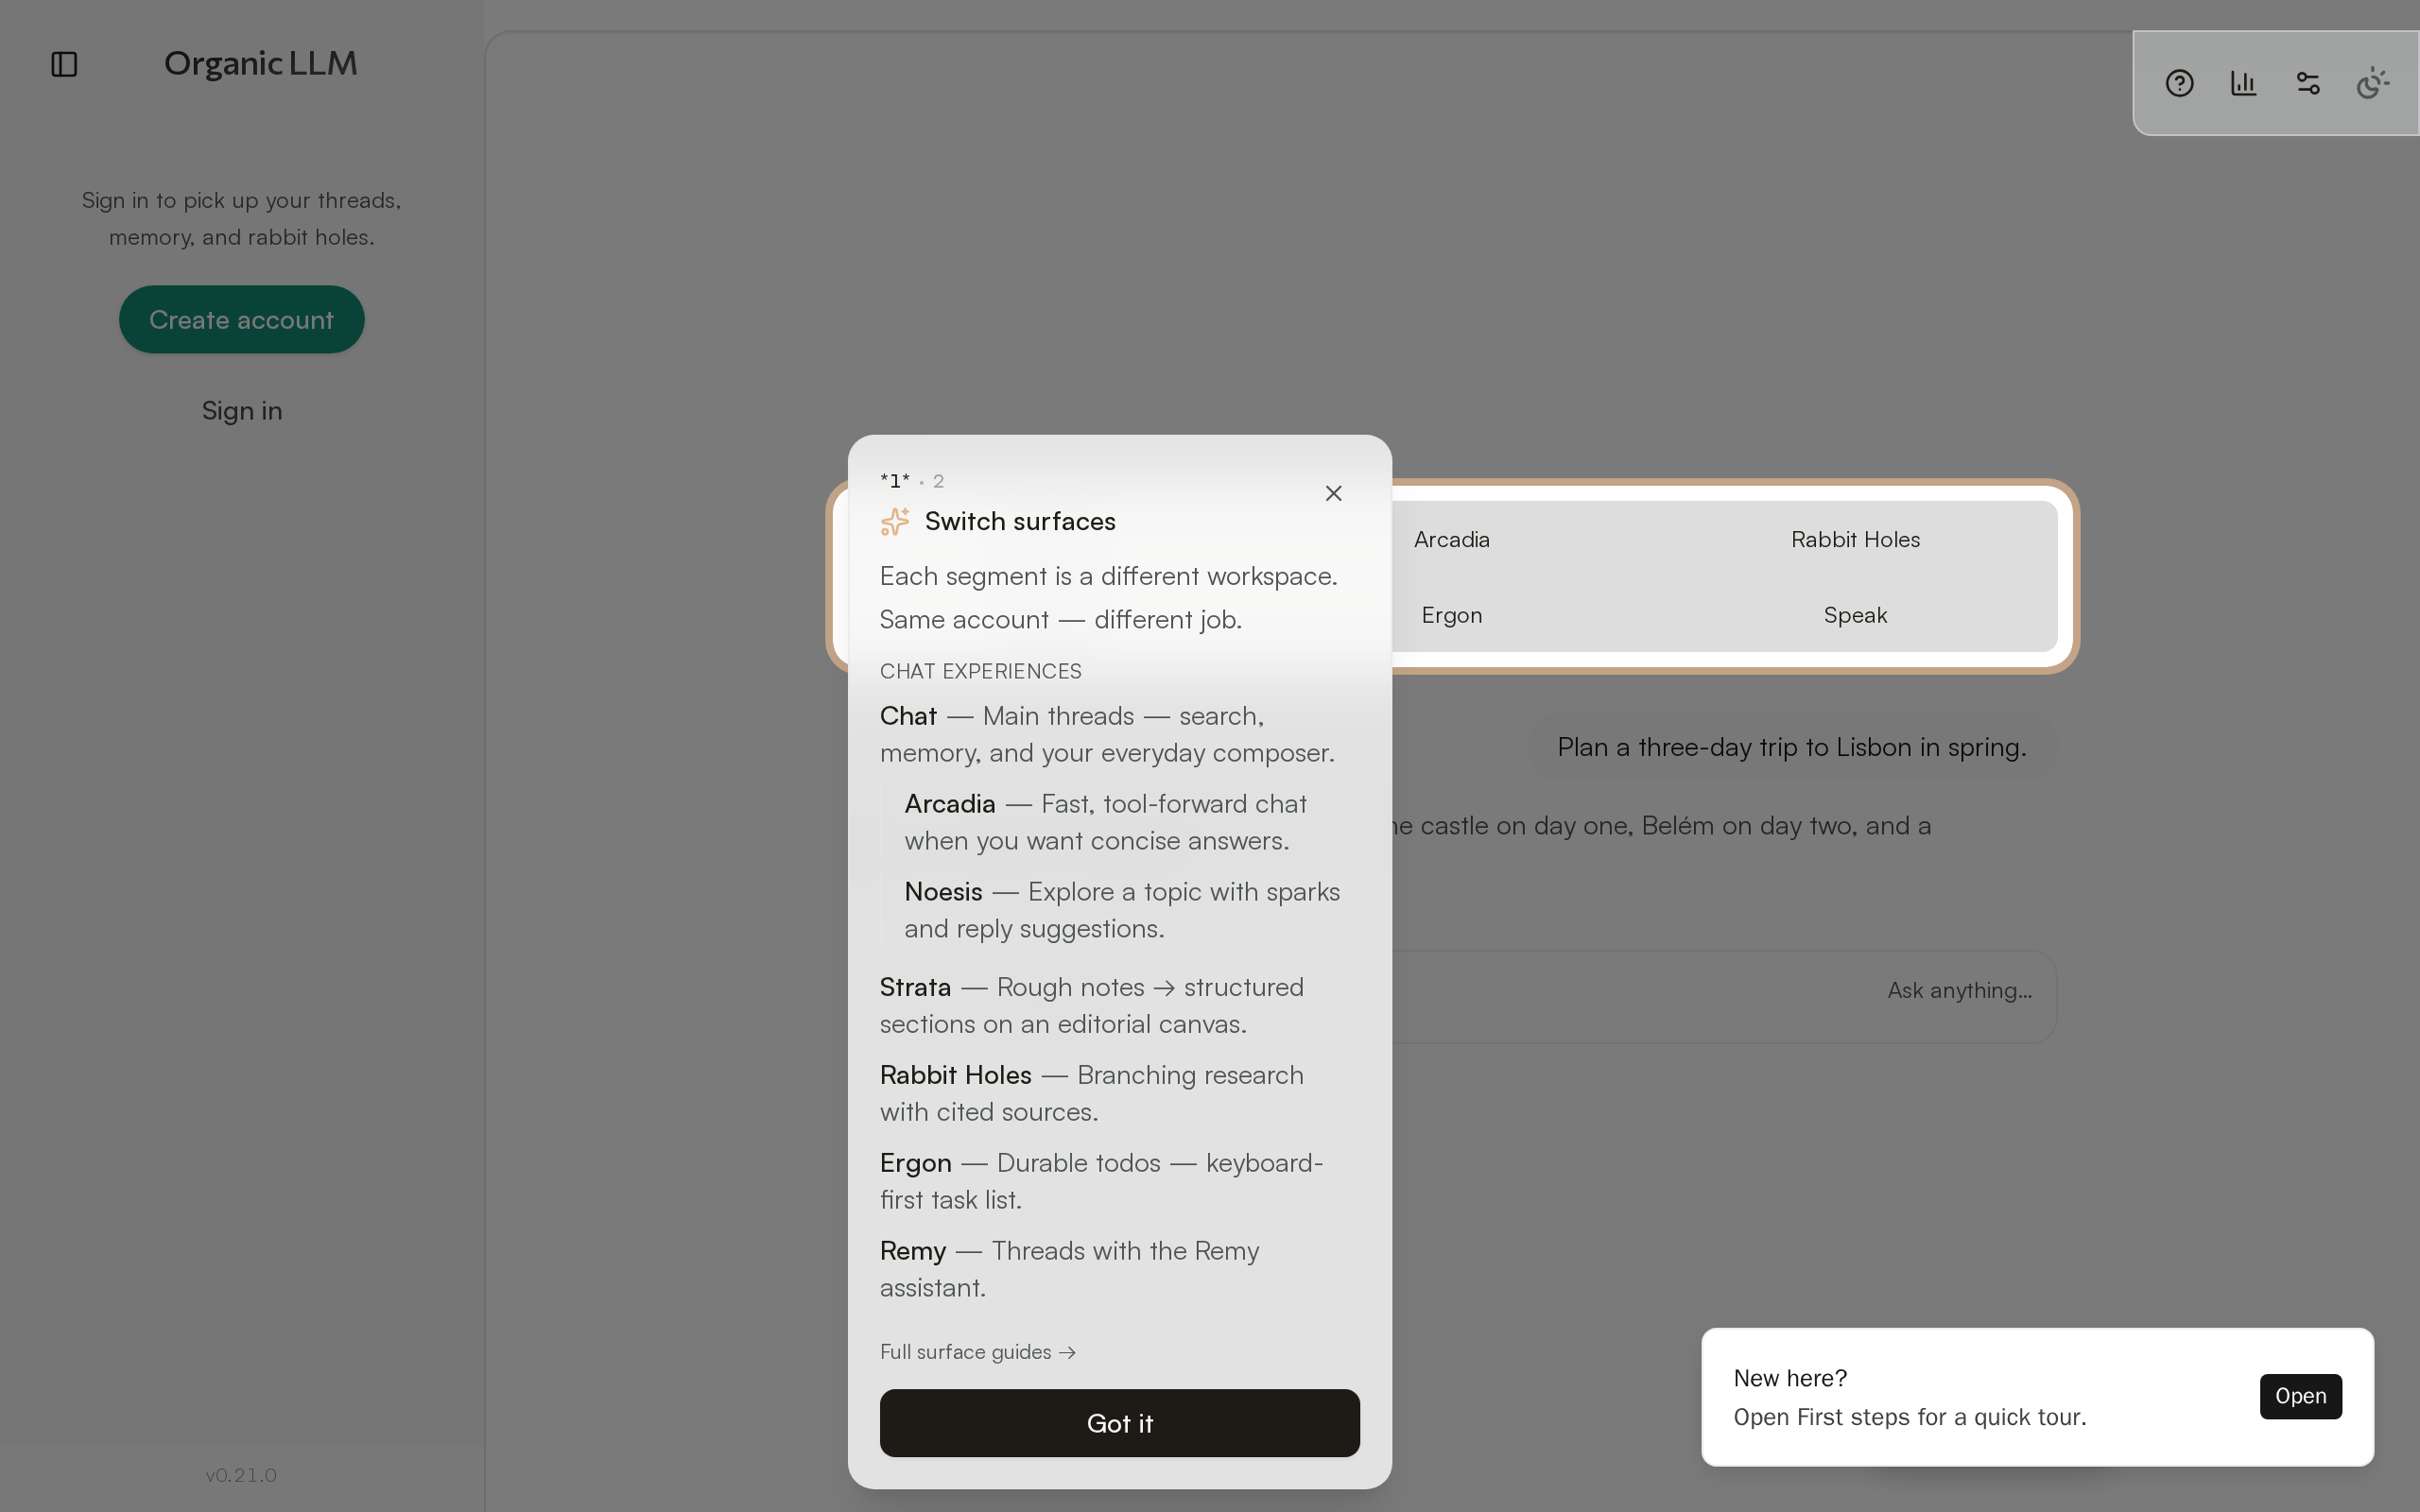 Organic LLM
Sign in to pick up your threads,
memory, and rabbit holes.
Create account
Sign in
v0.21.0
*1* · 2
Switch surfaces
Each segment is a different workspace.
Same account — different job.
CHAT EXPERIENCES
Chat — Main threads — search,
memory, and your everyday composer.
Arcadia — Fast, tool-forward chat
when you want concise answers.
Noesis — Explore a topic with sparks
and reply suggestions.
Strata — Rough notes → structured
sections on an editorial canvas.
Rabbit Holes — Branching research
with cited sources.
Ergon — Durable todos — keyboard-
first task list.
Remy — Threads with the Remy
assistant.
Full surface guides →
Got it
Arcadia
Rabbit Holes
Ergon
Speak
Plan a three-day trip to Lisbon in spring.
castle on day one, Belém on day two, and a
Ask anything…
New here?
Open First steps for a quick tour.
Open